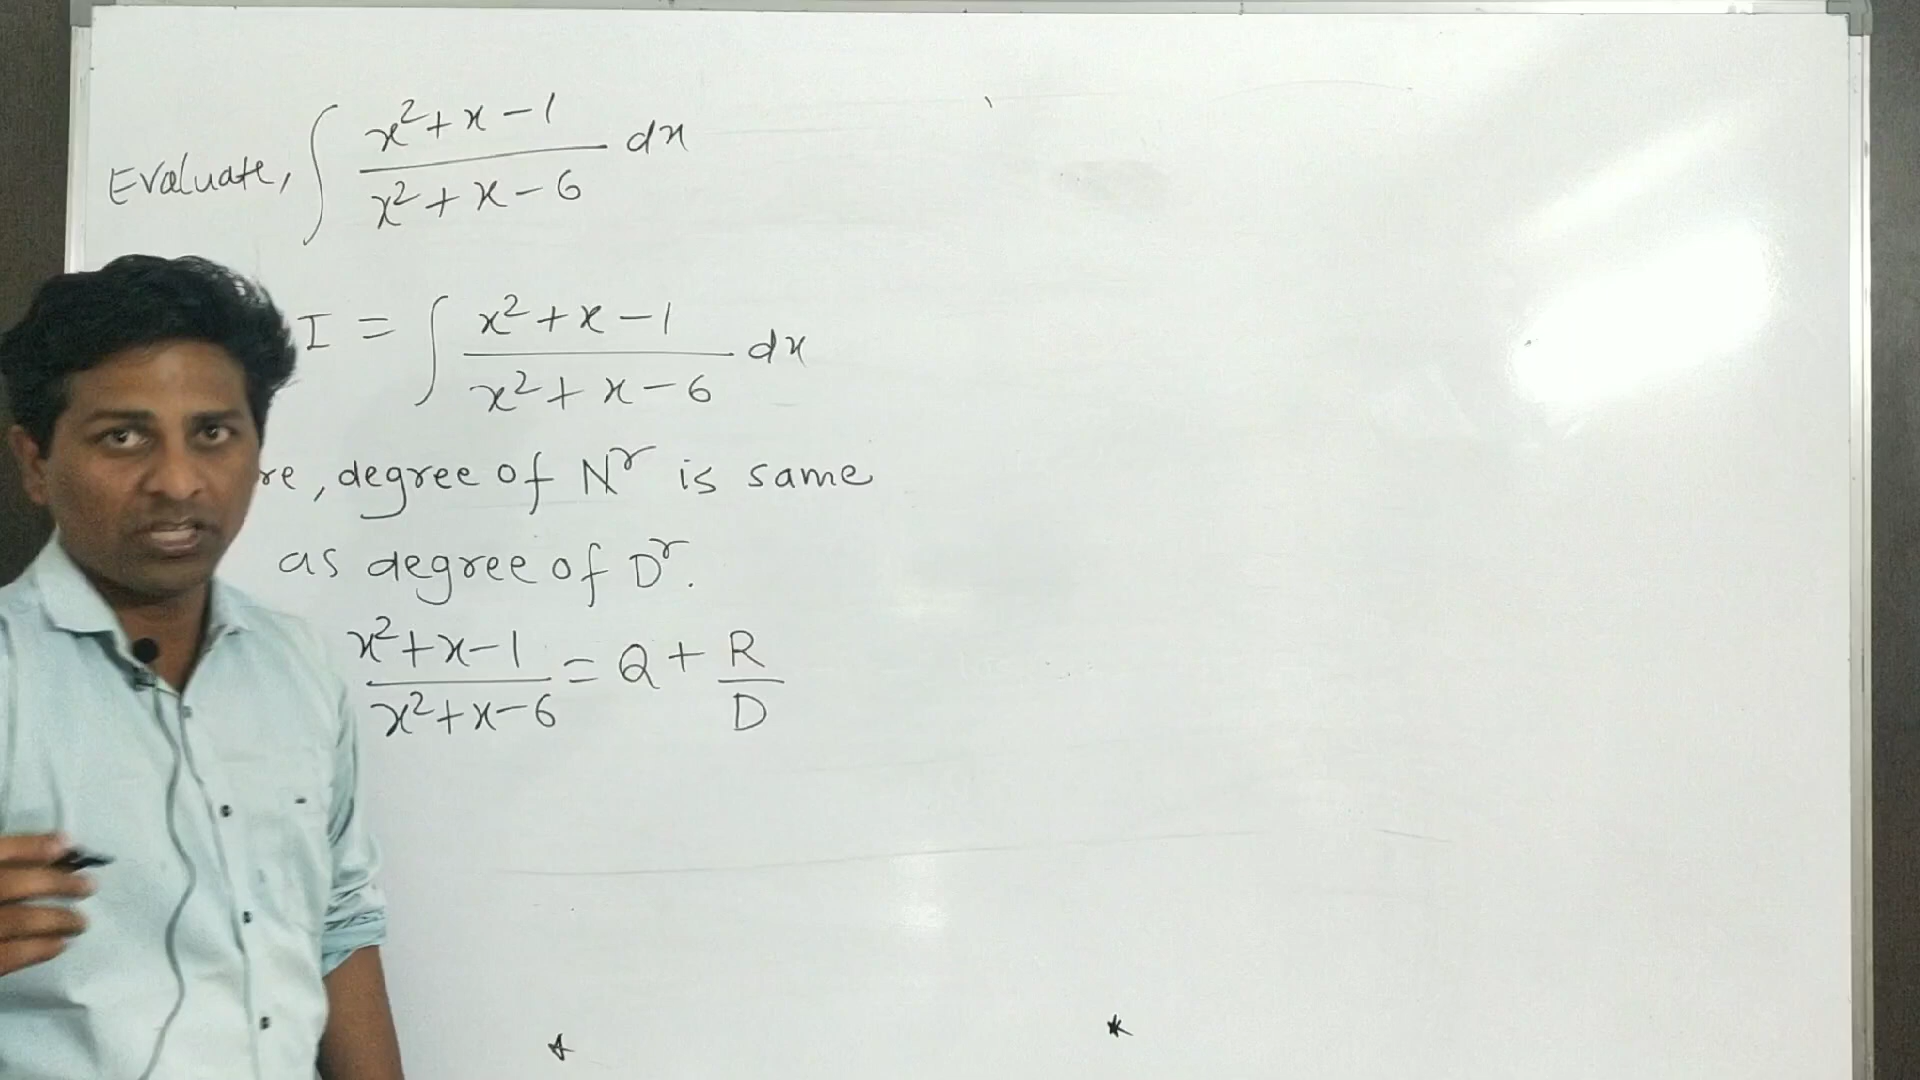 Evaluate, ∫ (x²+x-1)/(x²+x-6) dx
I = ∫ (x²+x-1)/(x²+x-6) dx
re, degree of Nʳ is same
as degree of Dʳ.
(x²+x-1)/(x²+x-6) = Q + R/D